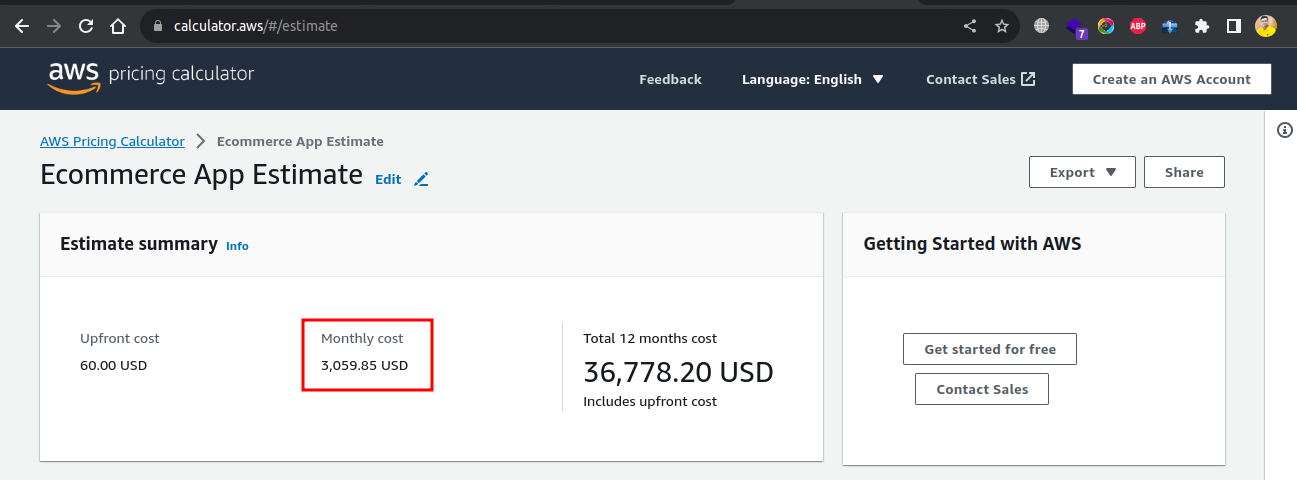 calculator.aws/#/estimate
ABP
7
aws pricing calculator
Feedback
Language: English
Contact Sales
Create an AWS Account
AWS Pricing Calculator
Ecommerce App Estimate
Ecommerce App Estimate Edit
Export
Share
Estimate summary Info
Upfront cost
60.00 USD
Monthly cost
3,059.85 USD
Total 12 months cost
36,778.20 USD
Includes upfront cost
Getting Started with AWS
Get started for free
Contact Sales